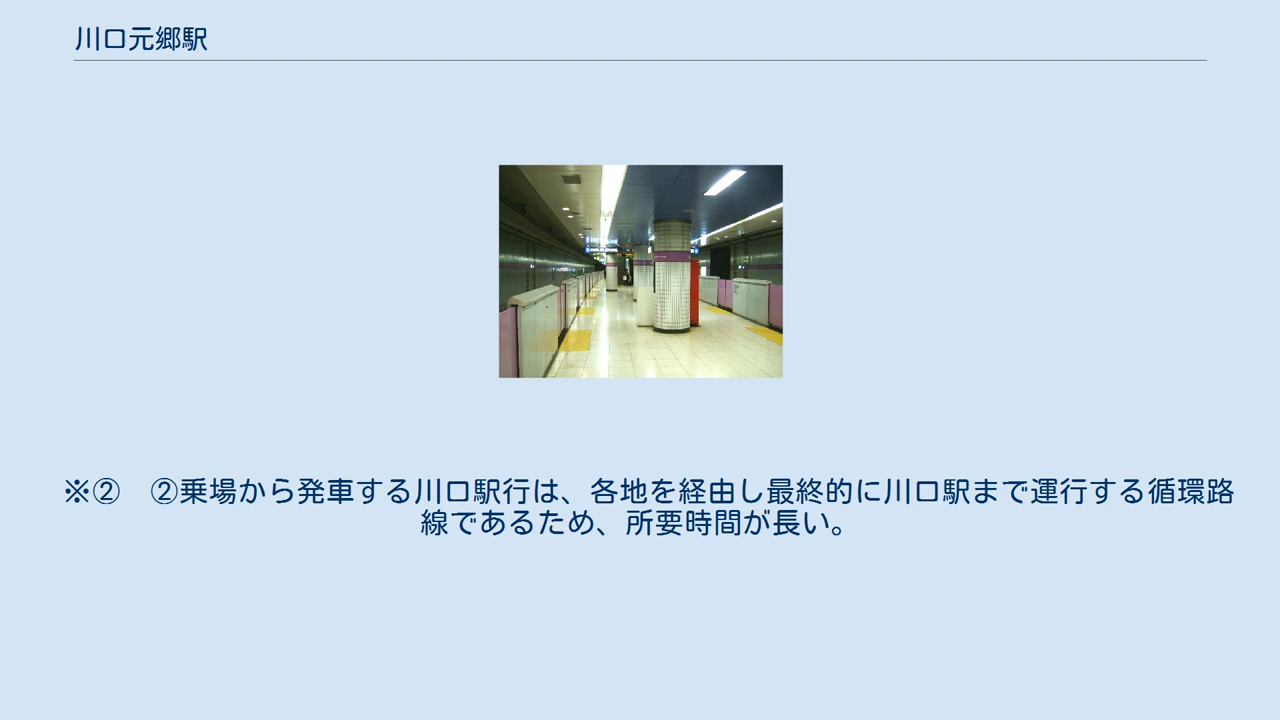 川口元郷駅
※②　②乗場から発車する川口駅行は、各地を経由し最終的に川口駅まで運行する循環路
線であるため、所要時間が長い。